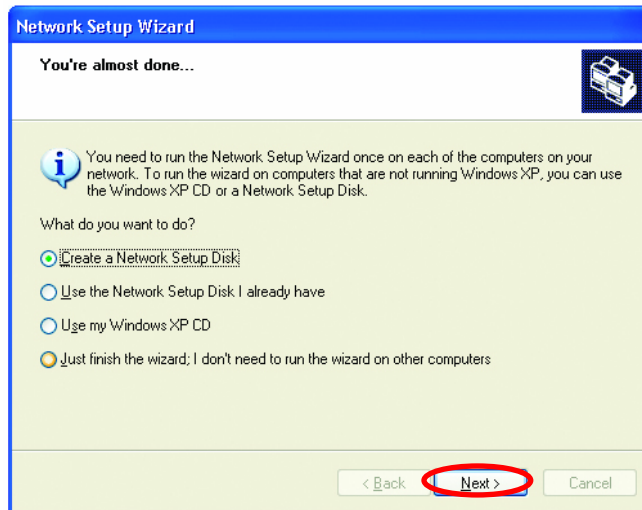 Network Setup Wizard
You're almost done...
You need to run the Network Setup Wizard once on each of the computers on your
network. To run the wizard on computers that are not running Windows XP, you can use
the Windows XP CD or a Network Setup Disk.
What do you want to do?
Create a Network Setup Disk
Use the Network Setup Disk I already have
Use my Windows XP CD
Just finish the wizard; I don't need to run the wizard on other computers
< Back
Next >
Cancel